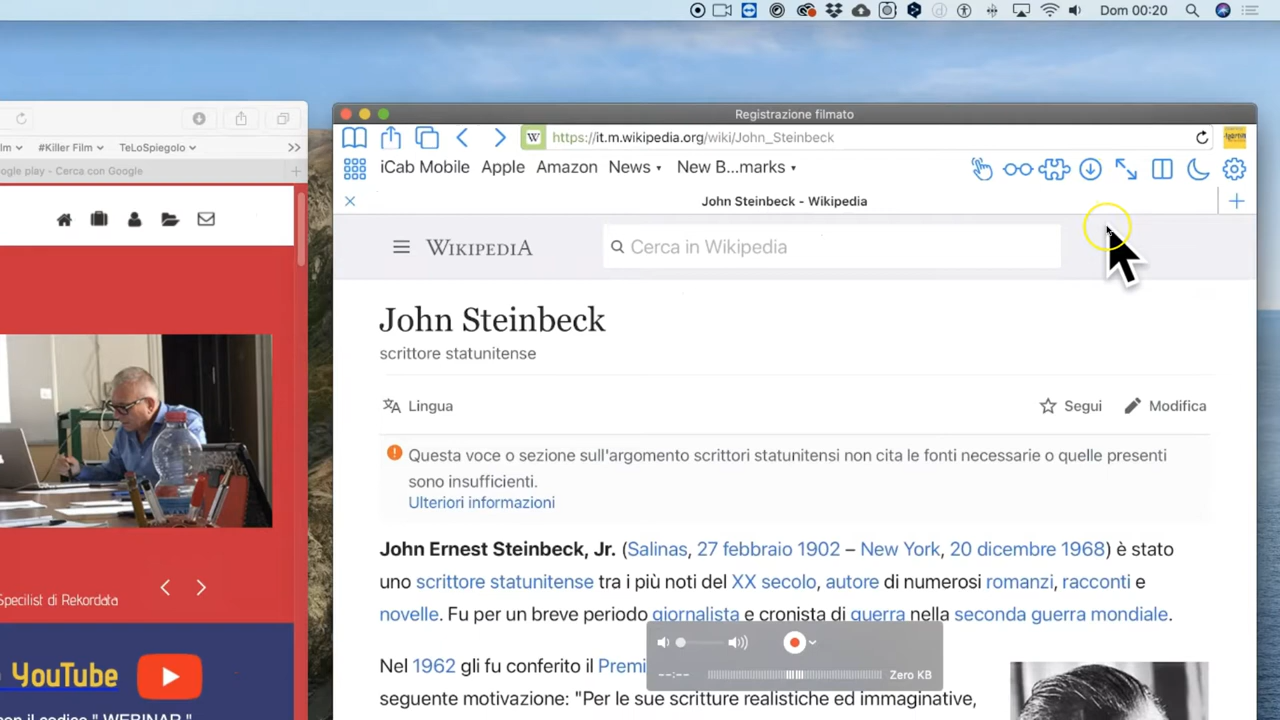 Dom 00:20
Registrazione filmato
https://it.m.wikipedia.org/wiki/John_Steinbeck
iCab Mobile Apple Amazon News New B...marks
John Steinbeck - Wikipedia
WIKIPEDIA Cerca in Wikipedia
John Steinbeck
scrittore statunitense
Lingua Segui Modifica
Questa voce o sezione sull'argomento scrittori statunitensi non cita le fonti necessarie o quelle presenti
sono insufficienti.
Ulteriori informazioni
John Ernest Steinbeck, Jr. (Salinas, 27 febbraio 1902 – New York, 20 dicembre 1968) è stato
uno scrittore statunitense tra i più noti del XX secolo, autore di numerosi romanzi, racconti e
novelle. Fu per un breve periodo giornalista e cronista di guerra nella seconda guerra mondiale.
Nel 1962 gli fu conferito il Premi
seguente motivazione: "Per le sue scritture realistiche ed immaginative,
--:-- Zero KB
lm #Killer Film TeLoSpiegolo
ogle play - Cerca con Google
Specilist di Rekordata
YouTube
on il codice " WEBINAR "